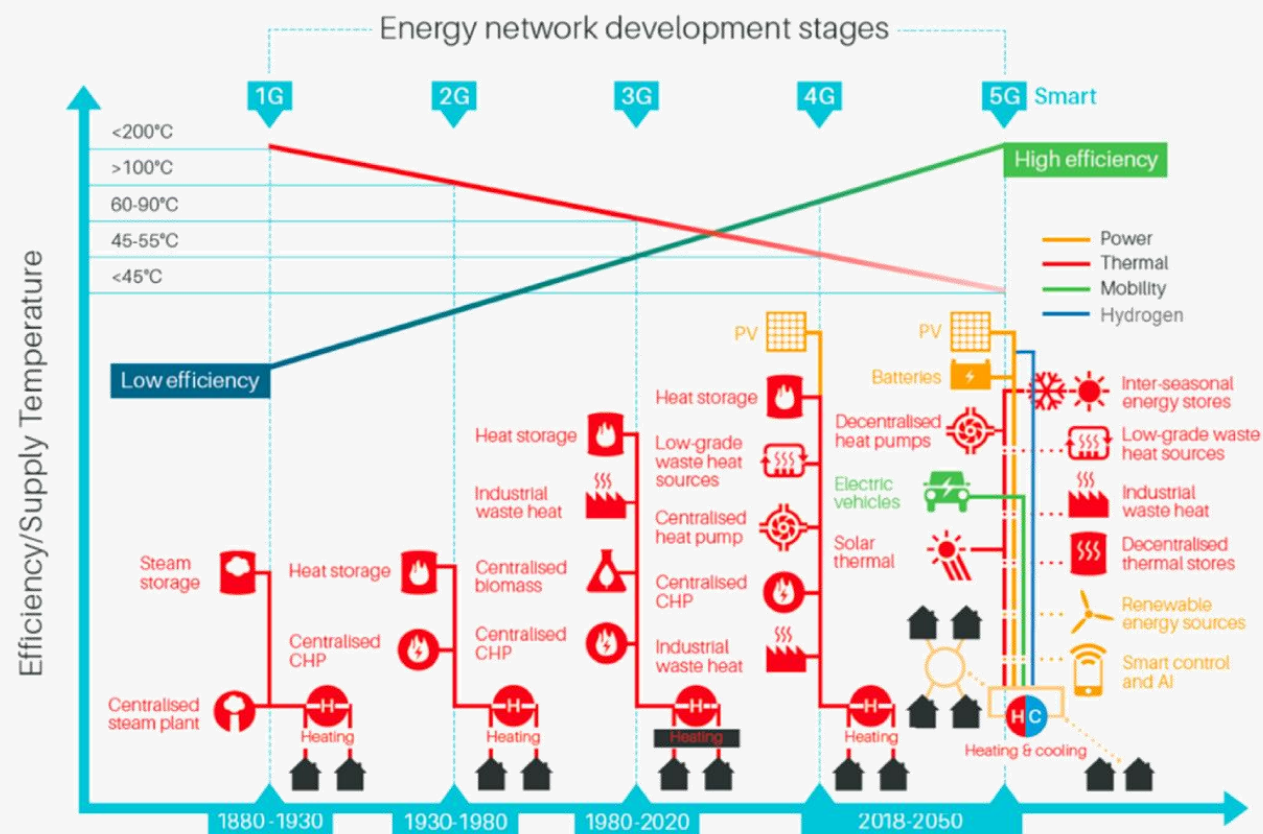 Energy network development stages
1G
2G
3G
4G
5G Smart
<200°C
>100°C
60-90°C
45-55°C
<45°C
Efficiency/Supply Temperature
High efficiency
Low efficiency
Power
Thermal
Mobility
Hydrogen
Steam
storage
Centralised
steam plant
H
Heating
Heat storage
Centralised
CHP
H
Heating
Heat storage
Industrial
waste heat
Centralised
biomass
Centralised
CHP
H
Heating
PV
Heat storage
Low-grade
waste heat
sources
Centralised
heat pump
Centralised
CHP
Industrial
waste heat
H
Heating
PV
Batteries
Decentralised
heat pumps
Electric
vehicles
Solar
thermal
Inter-seasonal
energy stores
Low-grade waste
heat sources
Industrial
waste heat
Decentralised
thermal stores
Renewable
energy sources
Smart control
and AI
H C
Heating & cooling
1880-1930
1930-1980
1980-2020
2018-2050